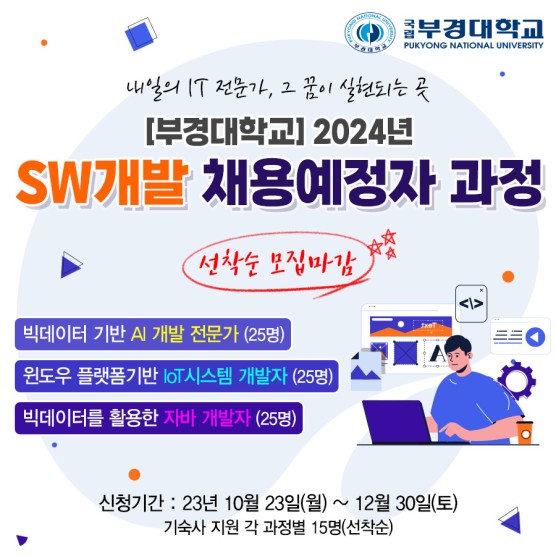 국립 부경대학교
PUKYONG NATIONAL UNIVERSITY
내일의 IT 전문가, 그 꿈이 실현되는 곳
[부경대학교] 2024년
SW개발 채용예정자 과정
선착순 모집마감
빅데이터 기반 AI 개발 전문가 (25명)
윈도우 플랫폼기반 IoT시스템 개발자 (25명)
빅데이터를 활용한 자바 개발자 (25명)
신청기간 : 23년 10월 23일(월) ~ 12월 30일(토)
기숙사 지원 각 과정별 15명(선착순)